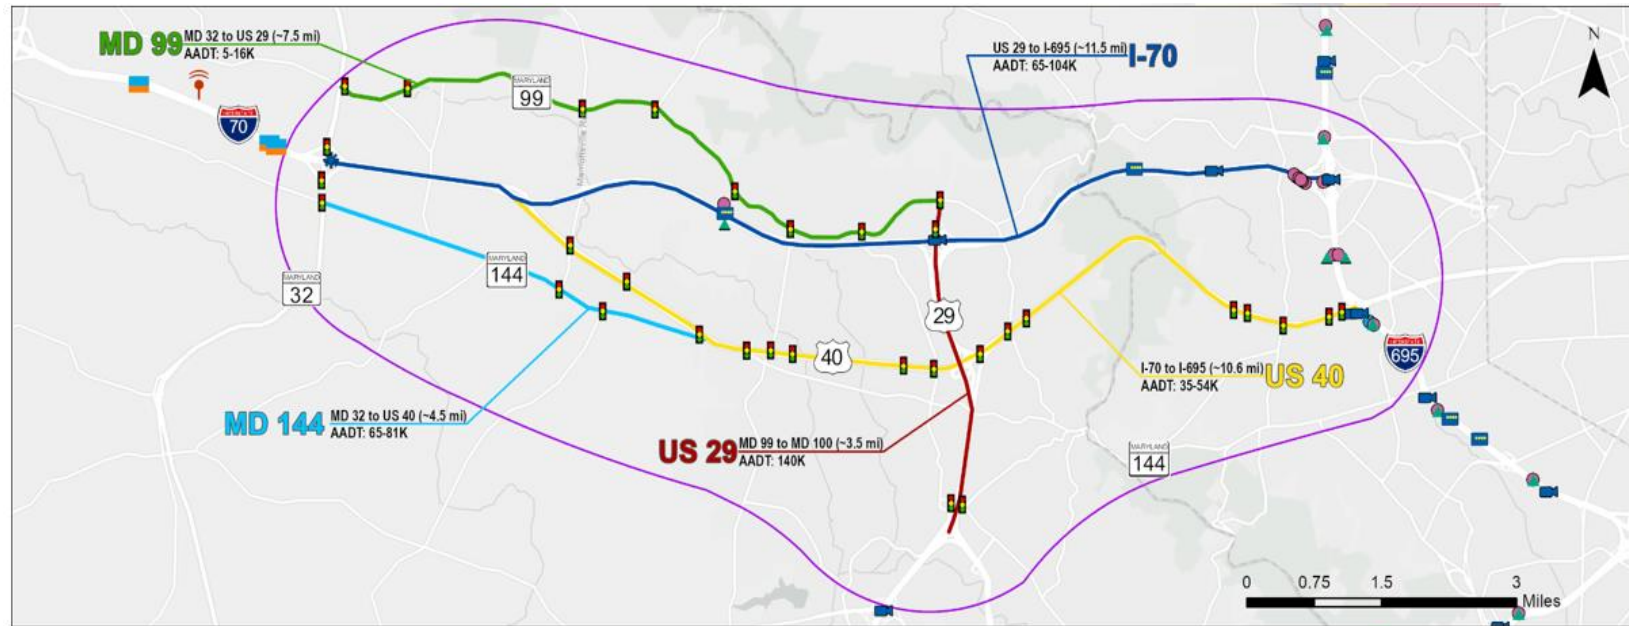 MD 99
MD 32 to US 29 (~7.5 mi)
AADT: 5-16K
US 29 to I-695 (~11.5 mi)
AADT: 65-104K
I-70
N
MARYLAND
99
70
MARYLAND
144
MARYLAND
32
29
40
695
I-70 to I-695 (~10.6 mi)
AADT: 35-54K
US 40
MD 144
MD 32 to US 40 (~4.5 mi)
AADT: 65-81K
US 29
MD 99 to MD 100 (~3.5 mi)
AADT: 140K
MARYLAND
144
0 0.75 1.5 3
Miles